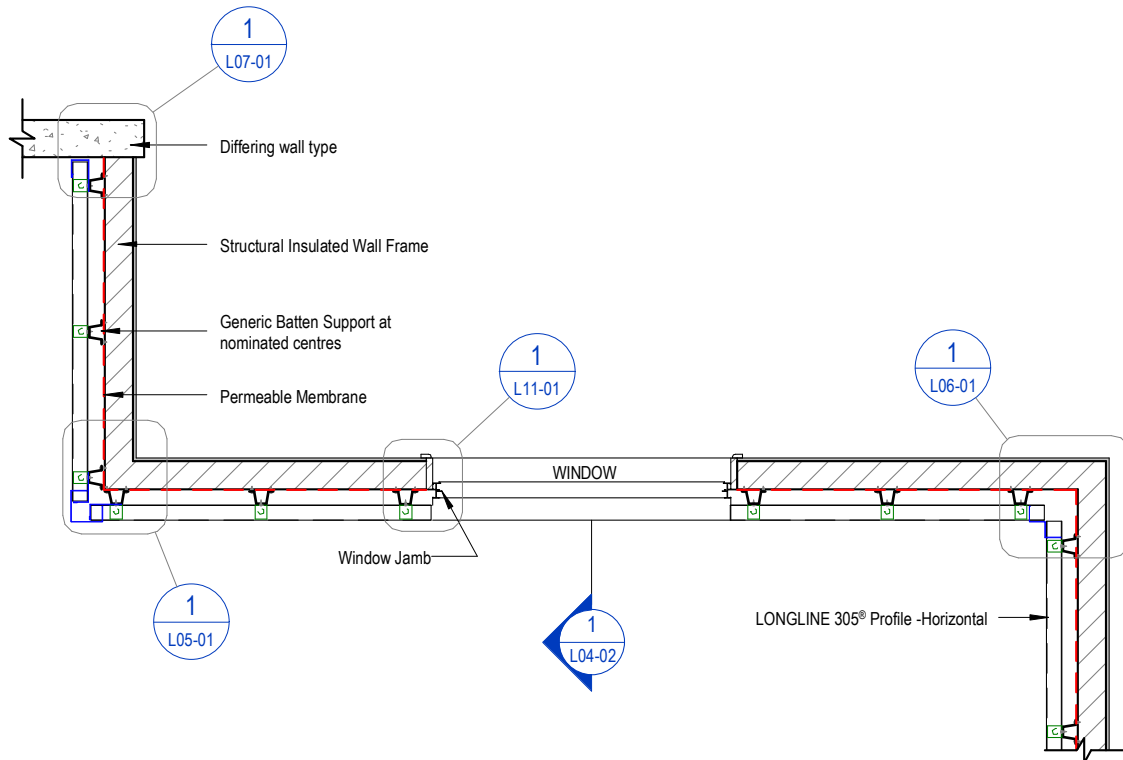 1
L07-01
Differing wall type
Structural Insulated Wall Frame
Generic Batten Support at
nominated centres
Permeable Membrane
1
L11-01
1
L06-01
WINDOW
Window Jamb
1
L05-01
1
L04-02
LONGLINE 305® Profile -Horizontal